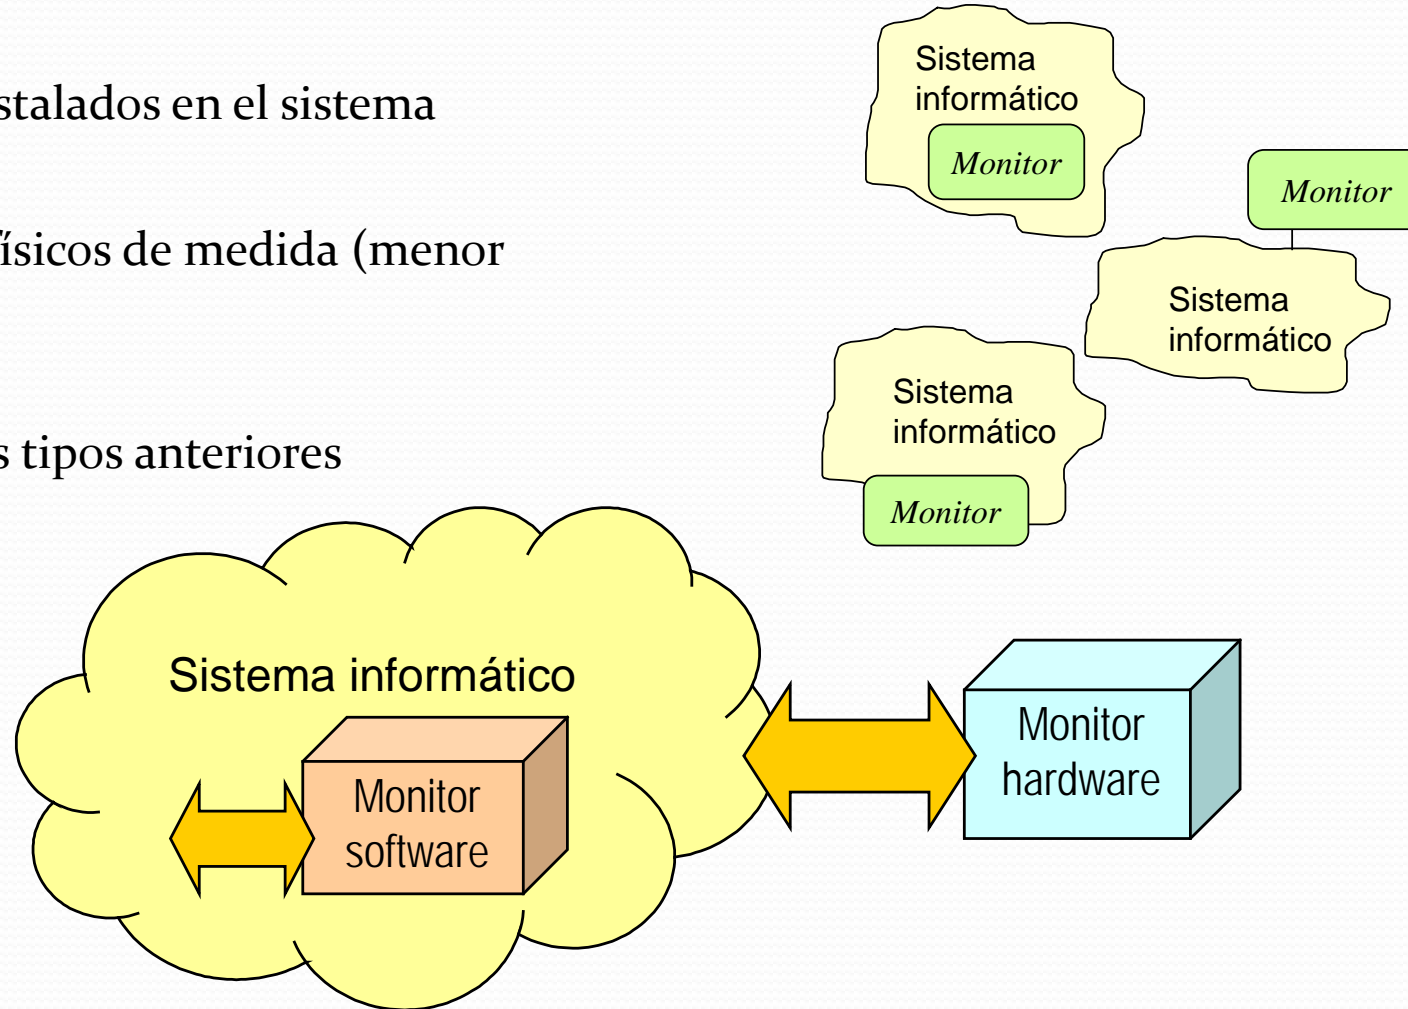 stalados en el sistema
ísicos de medida (menor
s tipos anteriores
Sistema
informático
Monitor
Monitor
Sistema
informático
Sistema
informático
Monitor
Sistema informático
Monitor
software
Monitor
hardware